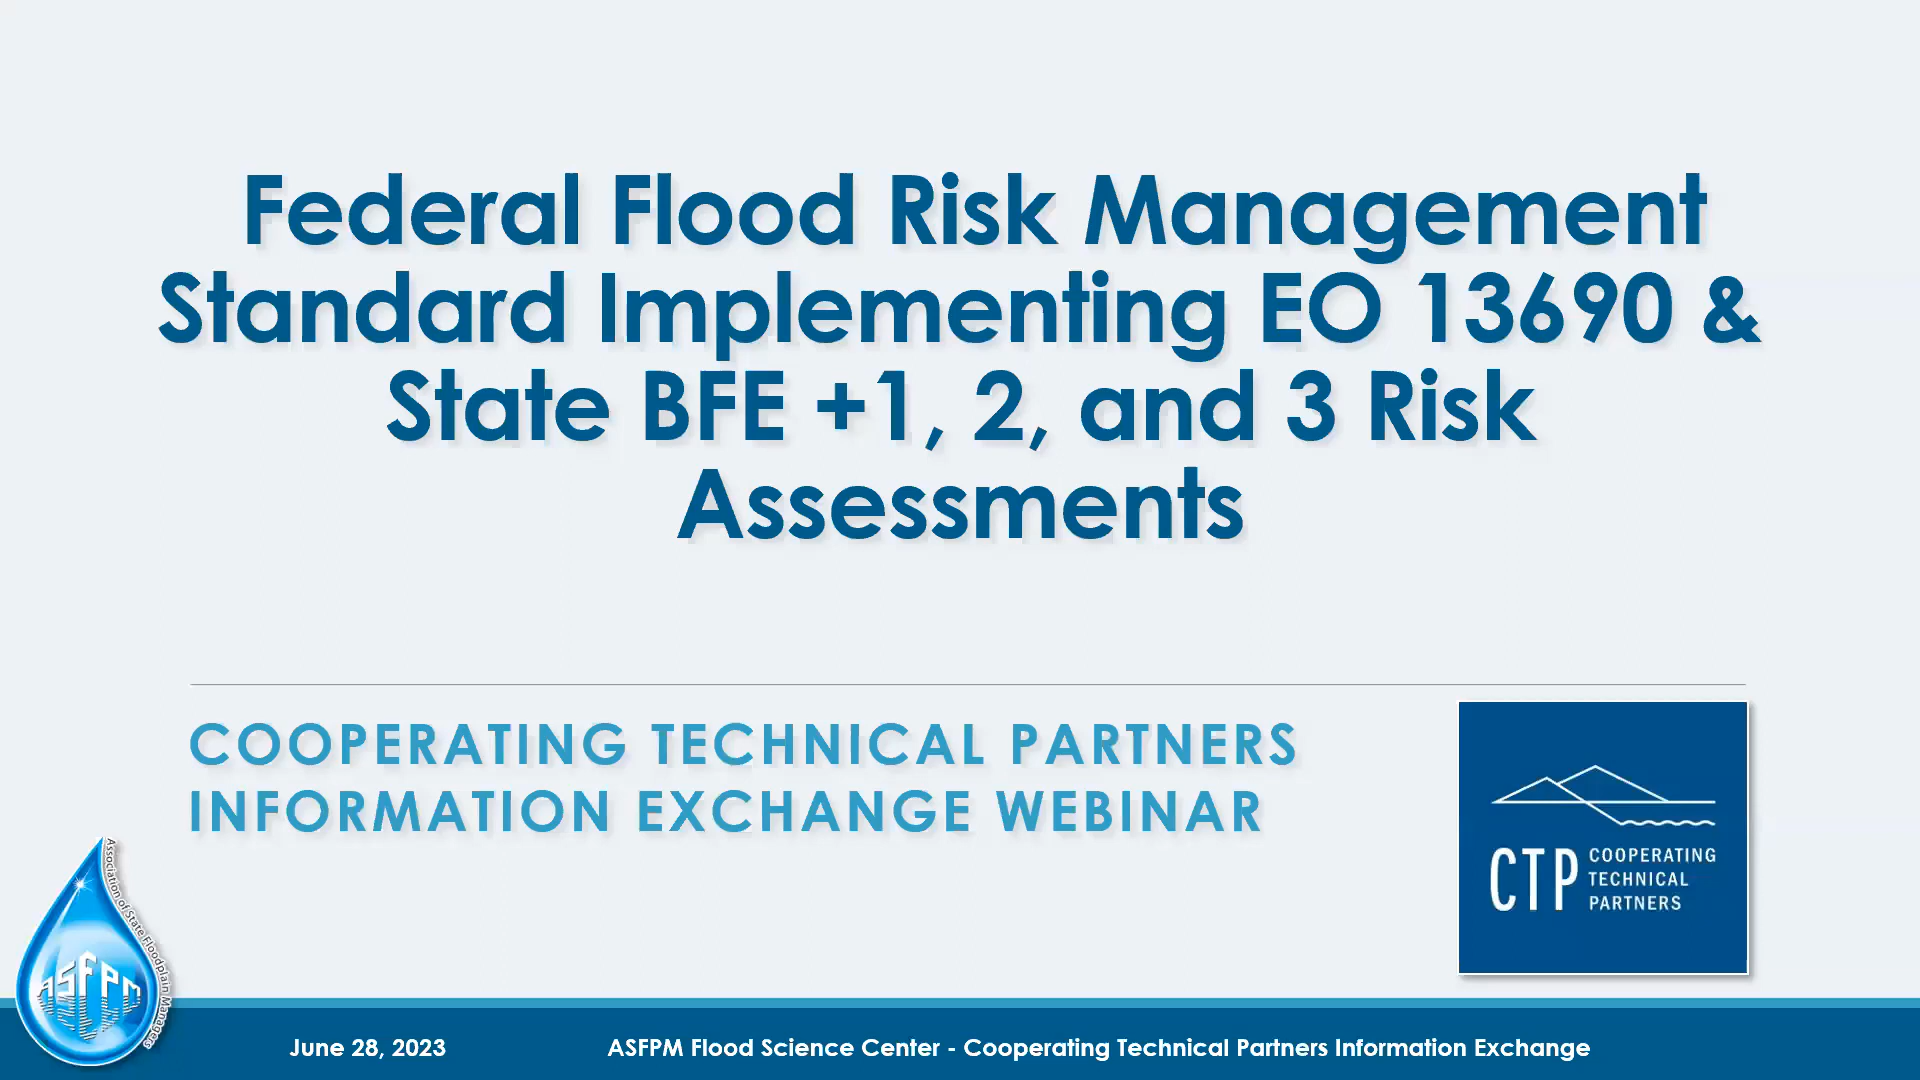 Federal Flood Risk Management
Standard Implementing EO 13690 &
State BFE +1, 2, and 3 Risk
Assessments
COOPERATING TECHNICAL PARTNERS
INFORMATION EXCHANGE WEBINAR
CTP
COOPERATING
TECHNICAL
PARTNERS
Association of State Floodplain Managers
ASFPM
June 28, 2023
ASFPM Flood Science Center - Cooperating Technical Partners Information Exchange